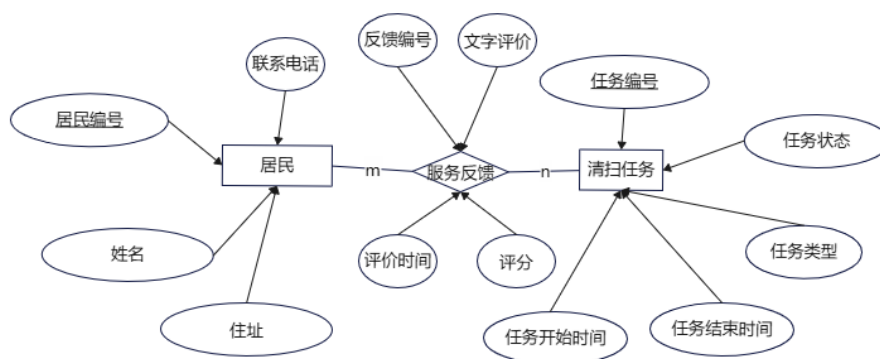 反馈编号
文字评价
联系电话
任务编号
居民编号
任务状态
居民
m
服务反馈
n
清扫任务
姓名
评价时间
评分
任务类型
住址
任务开始时间
任务结束时间